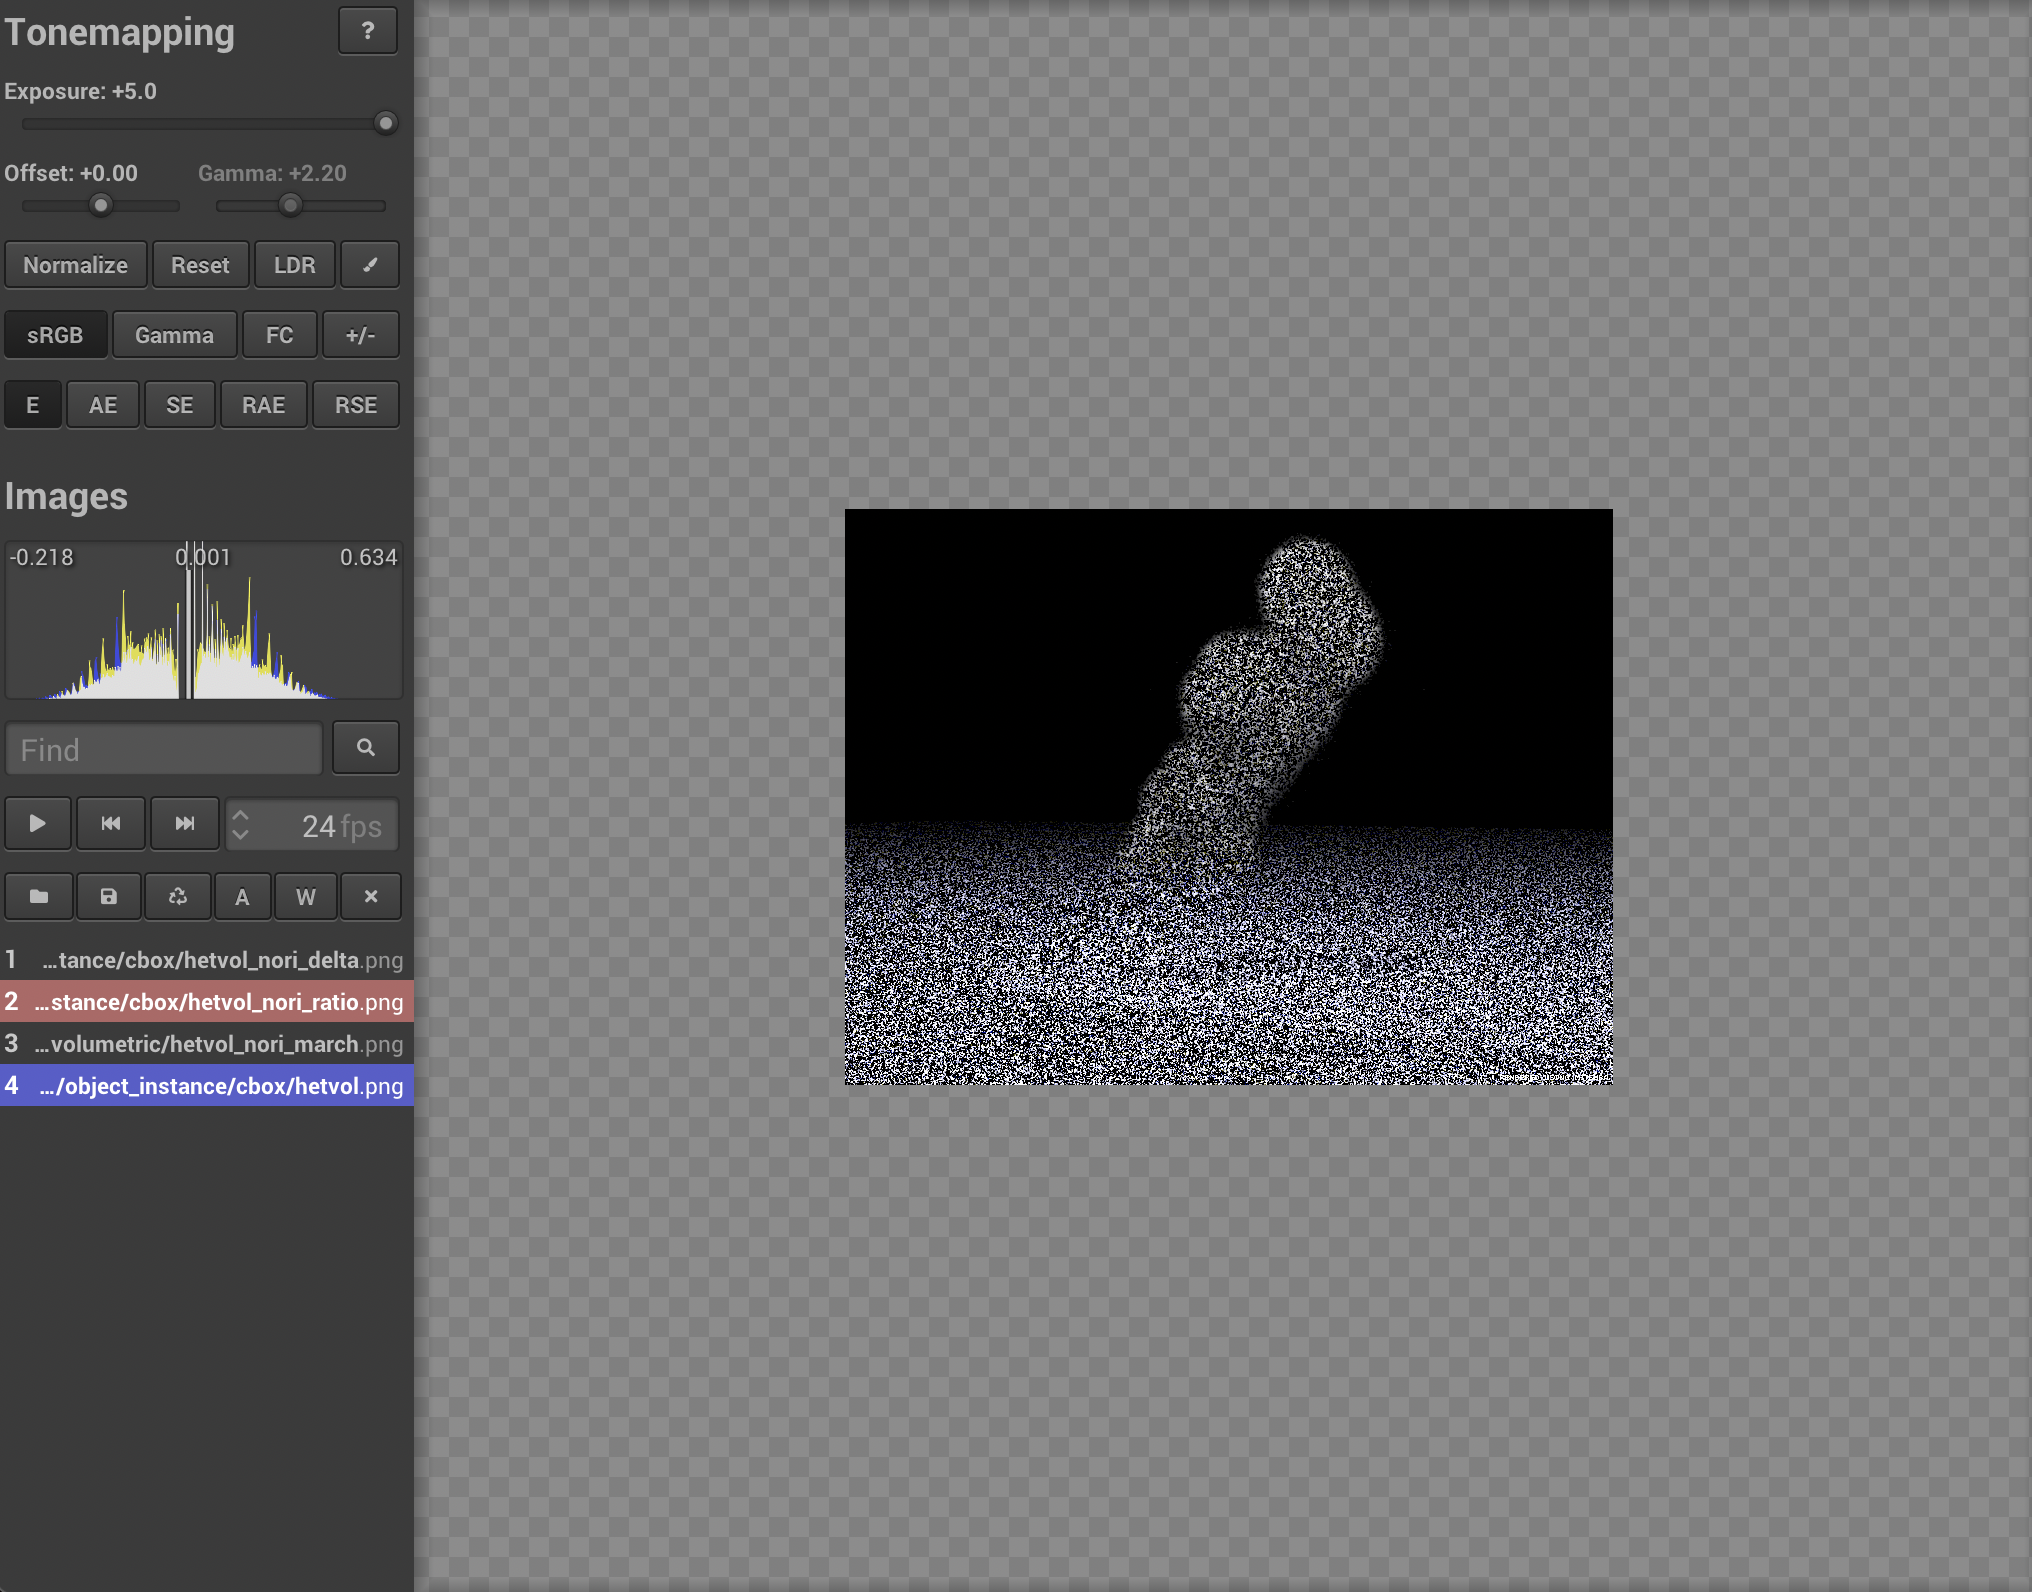 Tonemapping
?
Exposure: +5.0
Offset: +0.00 Gamma: +2.20
Normalize Reset LDR
sRGB Gamma FC +/-
E AE SE RAE RSE
Images
-0.218 0.001 0.634
Find
24 fps
A W
1 ...tance/cbox/hetvol_nori_delta.png
2 ...stance/cbox/hetvol_nori_ratio.png
3 ...volumetric/hetvol_nori_march.png
4 .../object_instance/cbox/hetvol.png